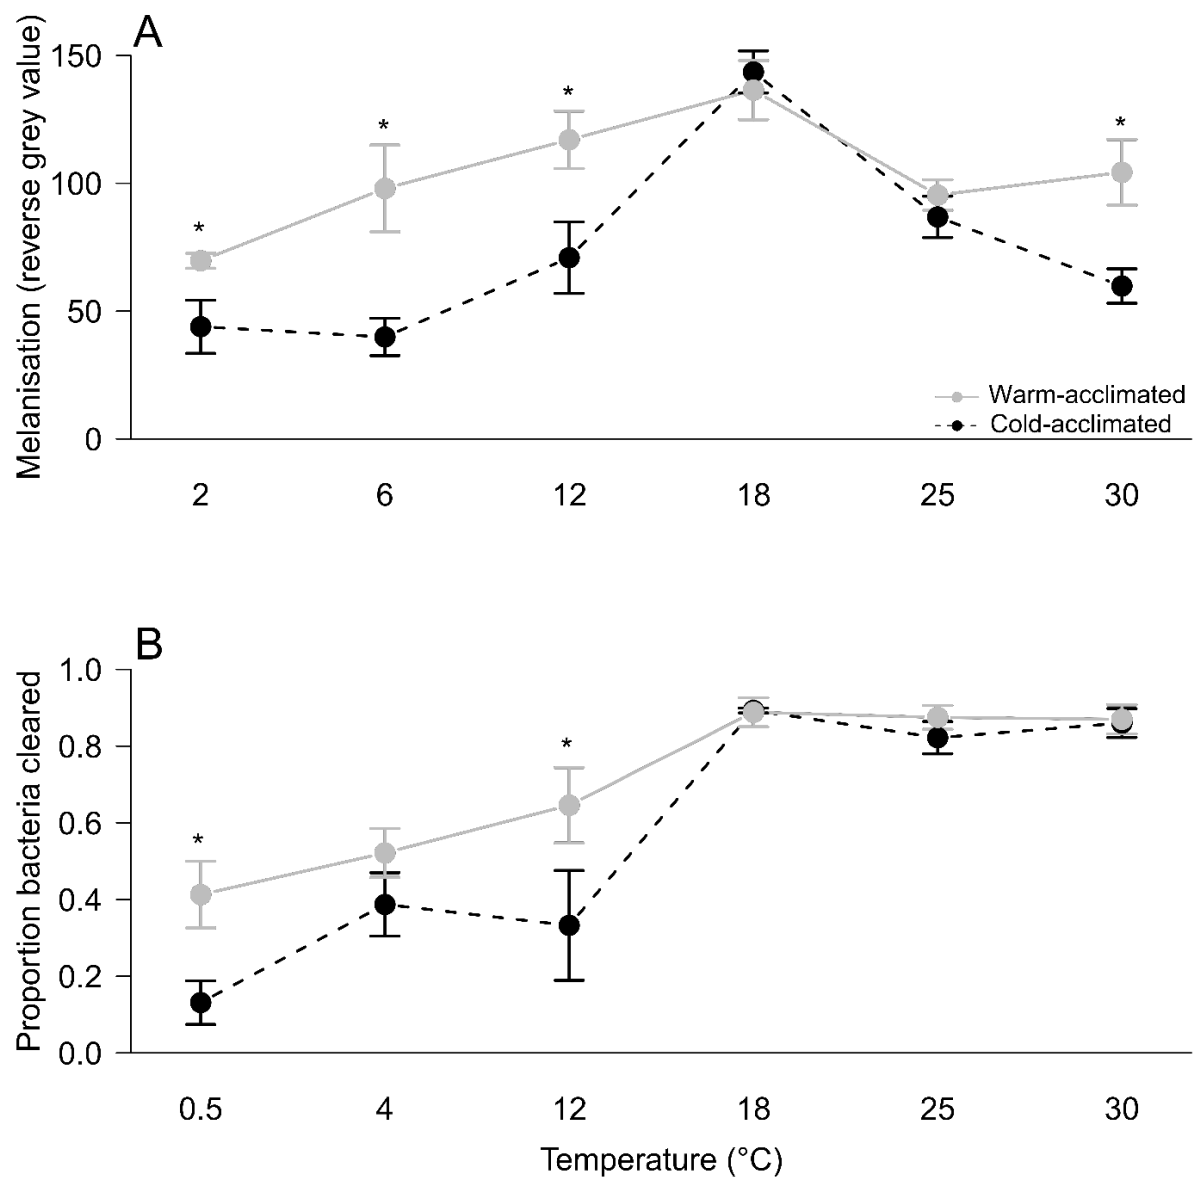 A
Melanisation (reverse grey value)
150
100
50
0
*
*
*
*
Warm-acclimated
Cold-acclimated
2 6 12 18 25 30
B
Proportion bacteria cleared
1.0
0.8
0.6
0.4
0.2
0.0
*
*
0.5 4 12 18 25 30
Temperature (°C)